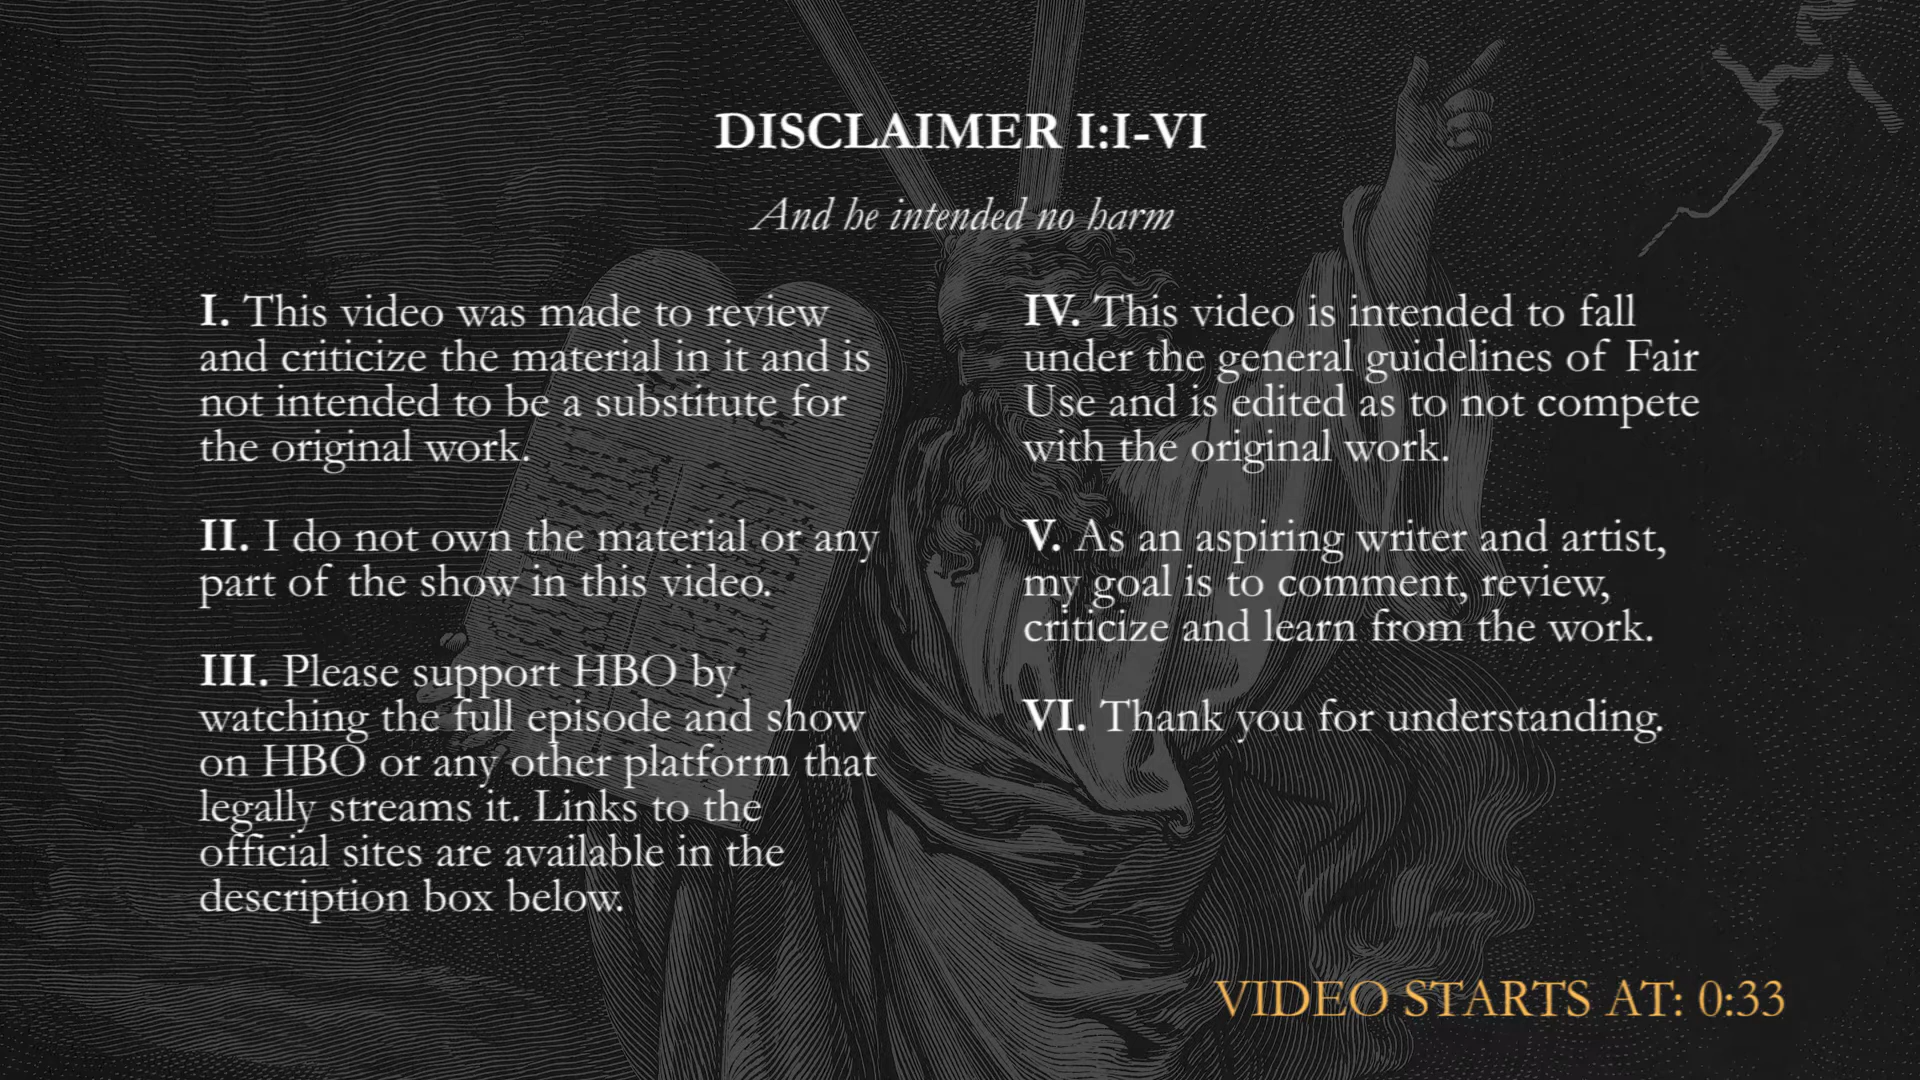 DISCLAIMER I:I-VI
And he intended no harm
I. This video was made to review
and criticize the material in it and is
not intended to be a substitute for
the original work.
II. I do not own the material or any
part of the show in this video.
III. Please support HBO by
watching the full episode and show
on HBO or any other platform that
legally streams it. Links to the
official sites are available in the
description box below.
IV. This video is intended to fall
under the general guidelines of Fair
Use and is edited as to not compete
with the original work.
V. As an aspiring writer and artist,
my goal is to comment, review,
criticize and learn from the work.
VI. Thank you for understanding.
VIDEO STARTS AT: 0:33